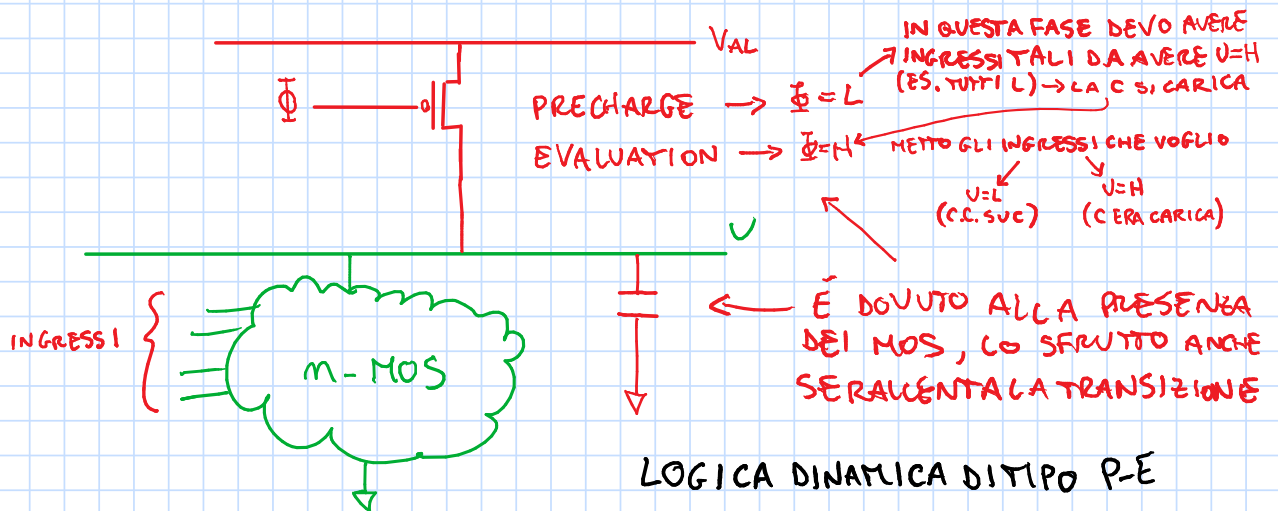 V_AL
Φ
PRECHARGE → Φ = L
IN QUESTA FASE DEVO AVERE
INGRESSI TALI DA AVERE U=H
(ES. TUTTI L) → LA C SI CARICA
EVALUATION → Φ=H
METTO GLI INGRESSI CHE VOGLIO
U=L
(C.C. SU C)
U=H
(C ERA CARICA)
U
INGRESSI
n-MOS
È DOVUTO ALLA PRESENZA
DEI MOS, LO SFRUTTO ANCHE
SE RALLENTA LA TRANSIZIONE
LOGICA DINAMICA DI TIPO P-E